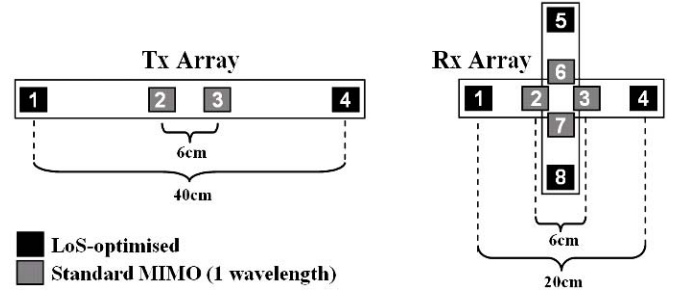 Tx Array
1 2 3 4
6cm
40cm
LoS-optimised
Standard MIMO (1 wavelength)
Rx Array
5
6
1 2 3 4
7
8
6cm
20cm